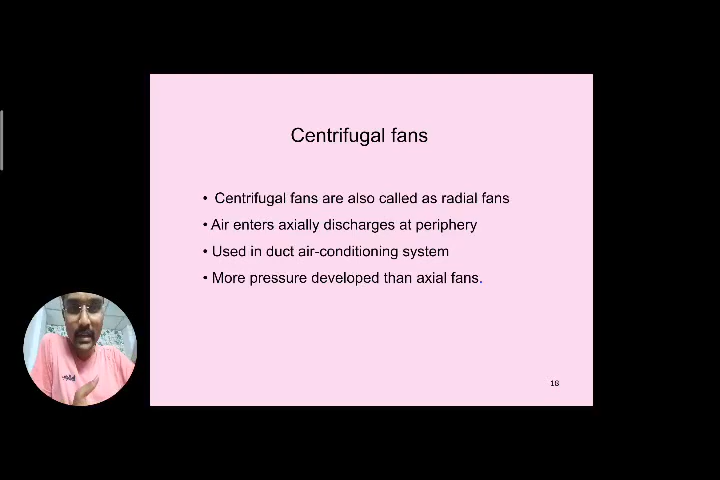 Centrifugal fans
• Centrifugal fans are also called as radial fans
• Air enters axially discharges at periphery
• Used in duct air-conditioning system
• More pressure developed than axial fans.
18